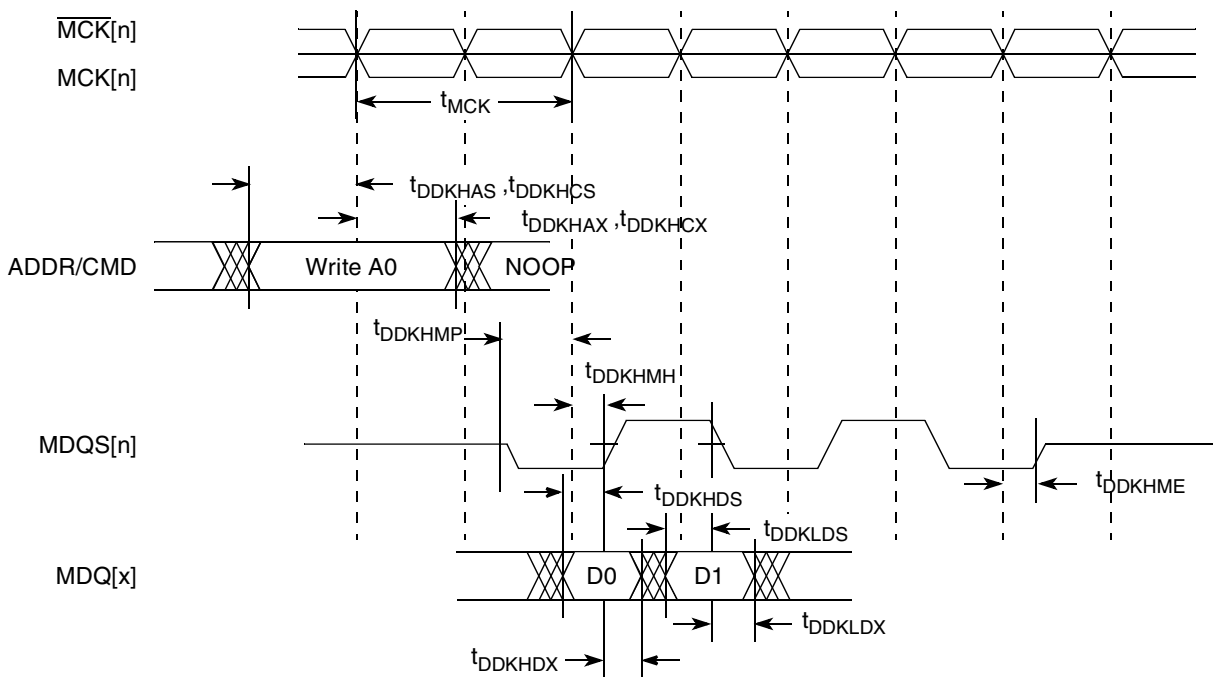 MCK[n]
MCK[n]
tMCK
tDDKHAS ,tDDKHCS
tDDKHAX ,tDDKHCX
ADDR/CMD
Write A0
NOOP
tDDKHMP
tDDKHMH
MDQS[n]
tDDKHDS
tDDKHME
tDDKLDS
MDQ[x]
D0
D1
tDDKLDX
tDDKHDX